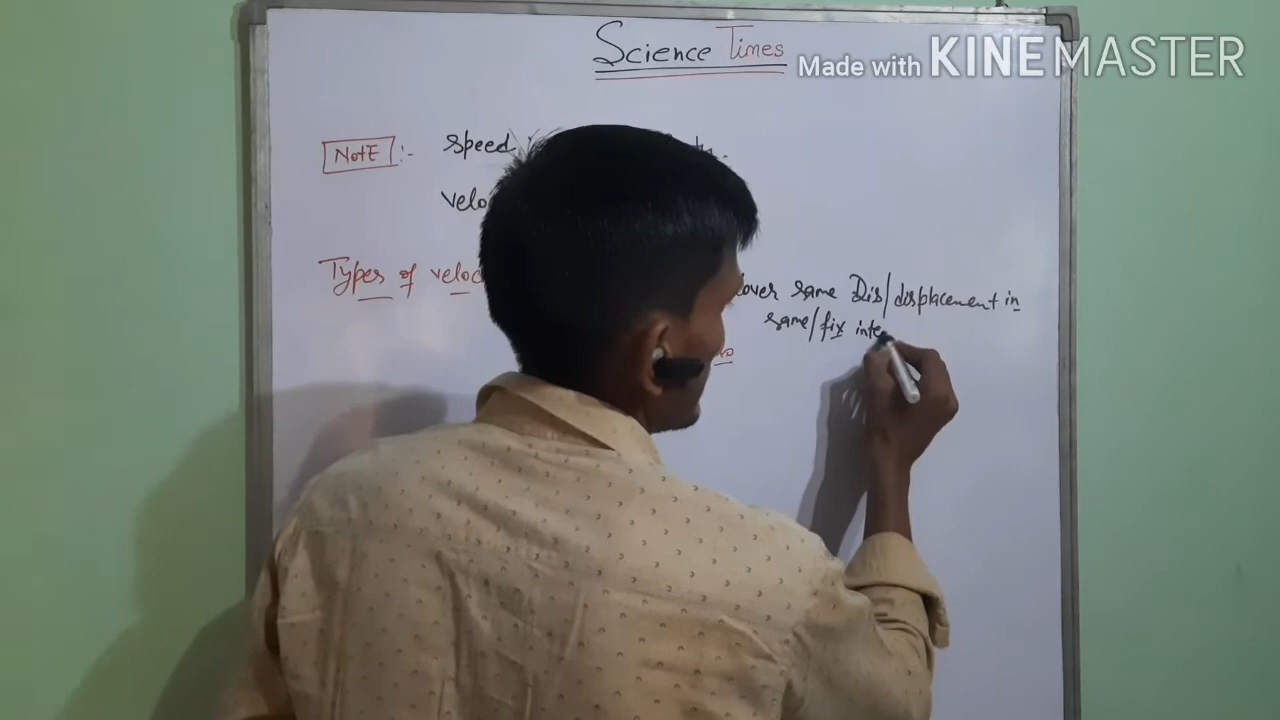 Science Times
Made with KINEMASTER
NotE :- speed
velo
Types of veloc
cover same Dis/displacement in
same/fix inte